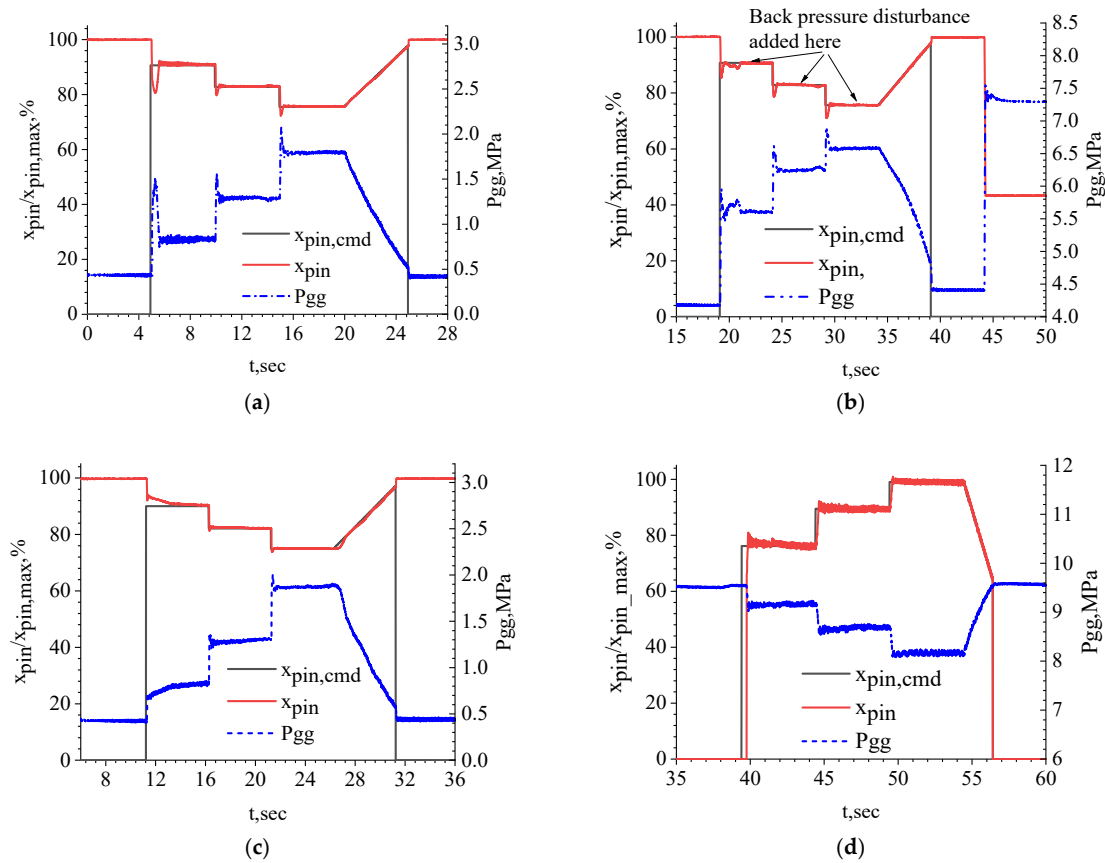 (a)
100
80
60
40
20
0
xpin/xpin,max,%
3.0
2.5
2.0
1.5
1.0
0.5
0.0
Pgg,MPa
xpin,cmd
xpin
Pgg
0 4 8 12 16 20 24 28
t,sec
(a)
Back pressure disturbance
added here
100
80
60
40
20
0
xpin/xpin,max,%
8.5
8.0
7.5
7.0
6.5
6.0
5.5
5.0
4.5
4.0
Pgg,MPa
xpin,cmd
xpin,
Pgg
15 20 25 30 35 40 45 50
t,sec
(b)
100
80
60
40
20
0
xpin/xpin,max,%
3.0
2.5
2.0
1.5
1.0
0.5
0.0
Pgg,MPa
xpin,cmd
xpin
Pgg
8 12 16 20 24 28 32 36
t,sec
(c)
100
80
60
40
20
0
xpin/xpin_max,%
12
11
10
9
8
7
6
Pgg,MPa
xpin,cmd
xpin
Pgg
35 40 45 50 55 60
t,sec
(d)